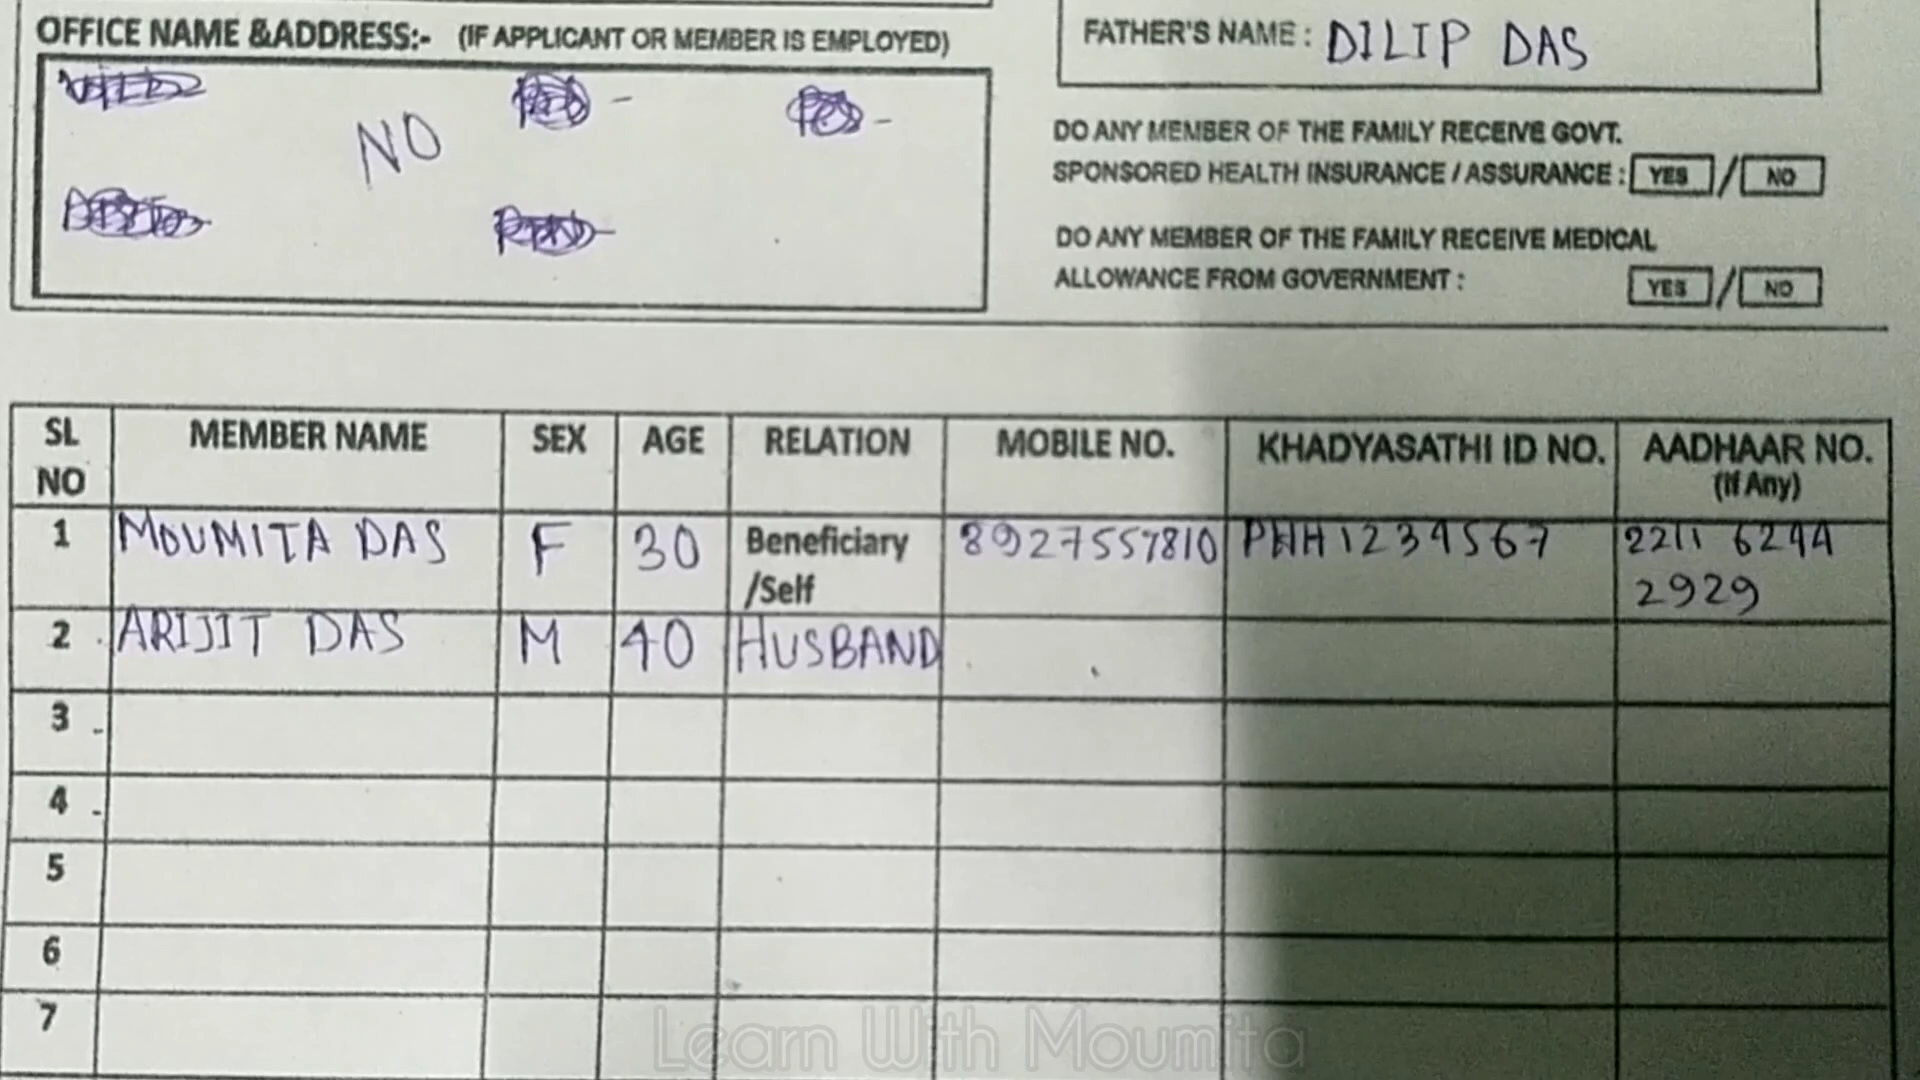 OFFICE NAME &ADDRESS:- (IF APPLICANT OR MEMBER IS EMPLOYED)
NO
FATHER'S NAME : DILIP DAS
DO ANY MEMBER OF THE FAMILY RECEIVE GOVT.
SPONSORED HEALTH INSURANCE / ASSURANCE : YES / NO
DO ANY MEMBER OF THE FAMILY RECEIVE MEDICAL
ALLOWANCE FROM GOVERNMENT : YES / NO
SL NO MEMBER NAME SEX AGE RELATION MOBILE NO. KHADYASATHI ID NO. AADHAAR NO. (If Any)
1 MOUMITA DAS F 30 Beneficiary /Self 8927557810 PHH1234567 2211 6244 2929
2 ARIJIT DAS M 40 HUSBAND
3
4
5
6
7
Learn With Moumita